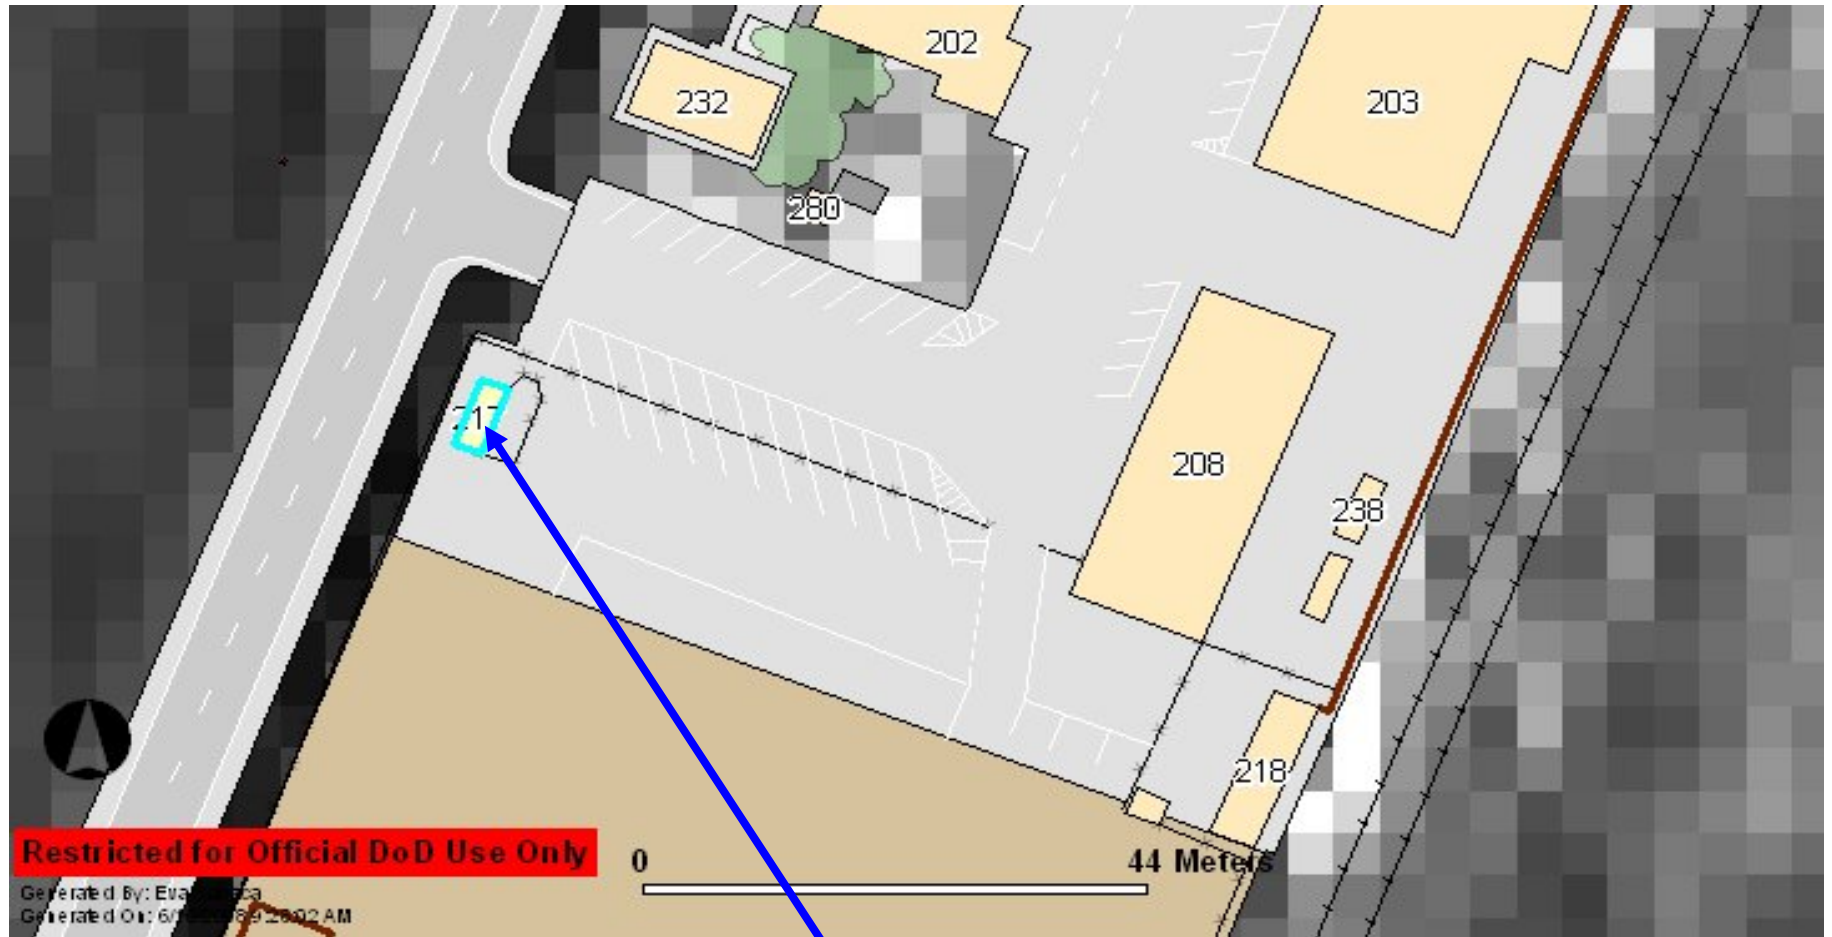 202
232
203
280
217
208
238
218
Restricted for Official DoD Use Only
0 44 Meters
Generated By:
Generated On: AM